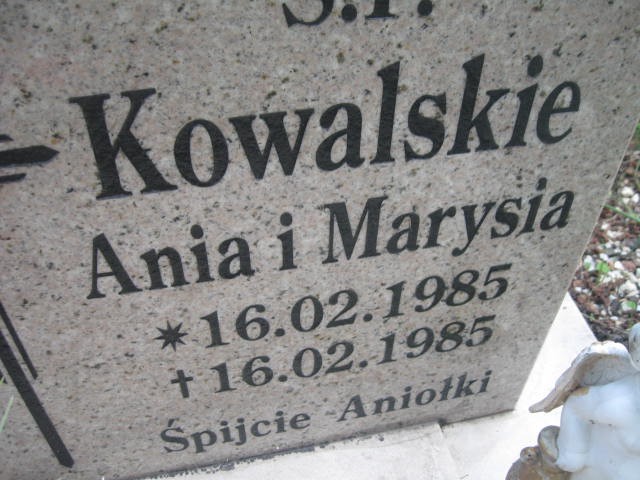 Ś.P.
Kowalskie
Ania i Marysia
*16.02.1985
†16.02.1985
Śpijcie Aniołki